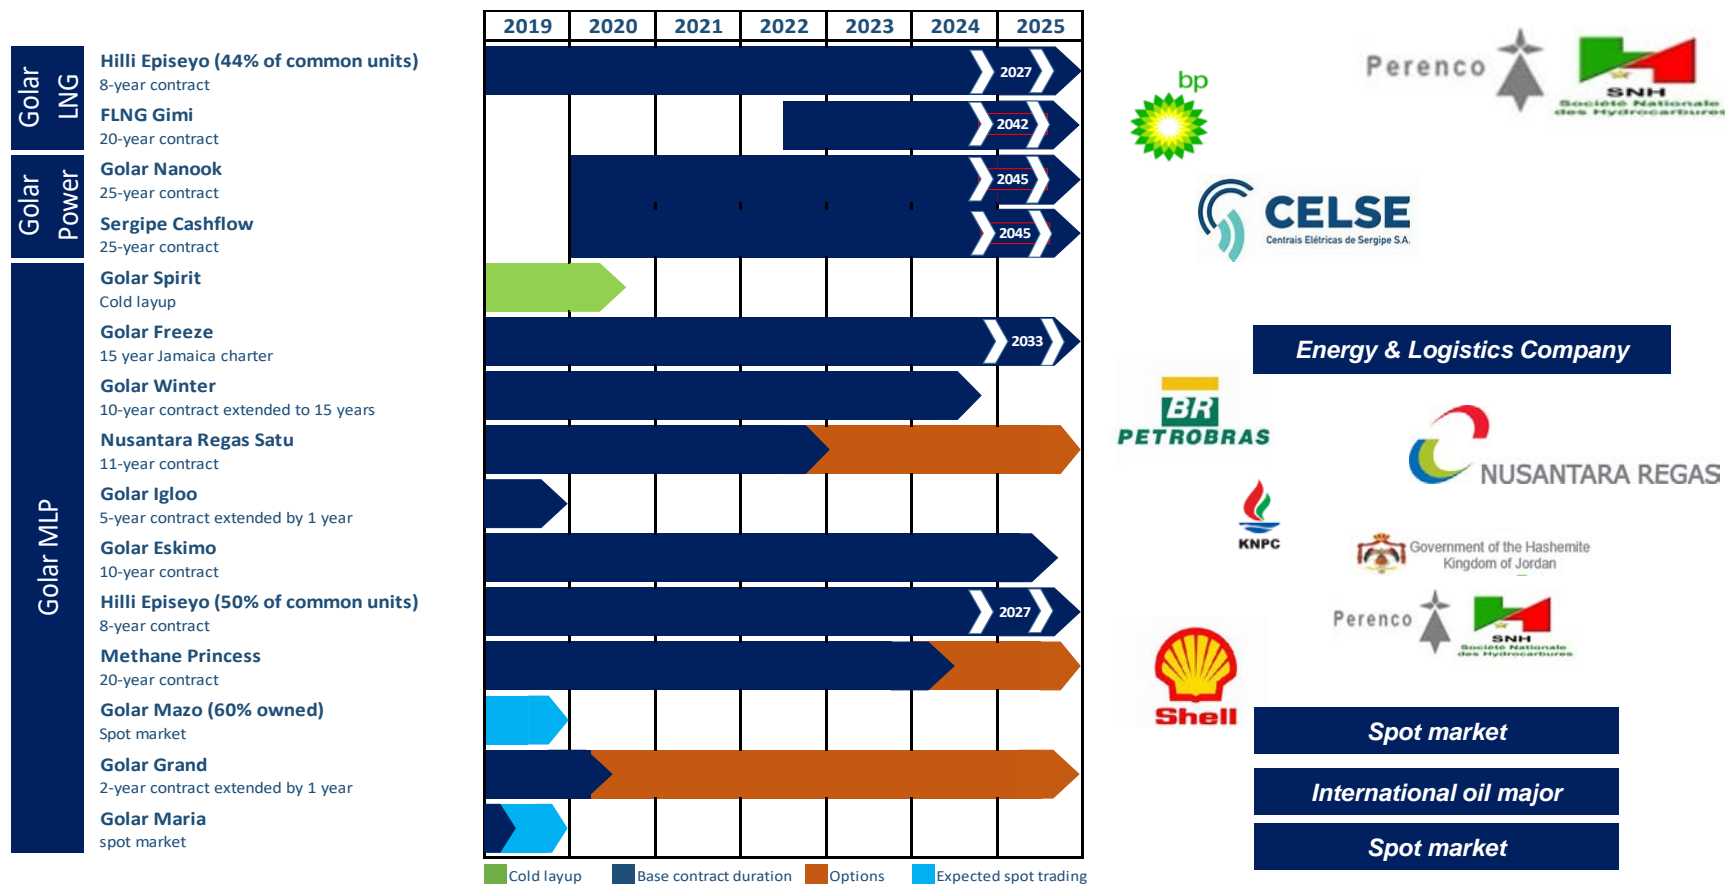 2019 2020 2021 2022 2023 2024 2025
Golar LNG
Hilli Episeyo (44% of common units)
8-year contract
2027
FLNG Gimi
20-year contract
2042
Golar Power
Golar Nanook
25-year contract
2045
Sergipe Cashflow
25-year contract
2045
Golar MLP
Golar Spirit
Cold layup
Golar Freeze
15 year Jamaica charter
2033
Golar Winter
10-year contract extended to 15 years
Nusantara Regas Satu
11-year contract
Golar Igloo
5-year contract extended by 1 year
Golar Eskimo
10-year contract
Hilli Episeyo (50% of common units)
8-year contract
2027
Methane Princess
20-year contract
Golar Mazo (60% owned)
Spot market
Golar Grand
2-year contract extended by 1 year
Golar Maria
spot market
Cold layup
Base contract duration
Options
Expected spot trading
Perenco
SNH
Société Nationale
des Hydrocarbures
bp
CELSE
Centrais Elétricas de Sergipe S.A.
Energy & Logistics Company
BR
PETROBRAS
NUSANTARA REGAS
KNPC
Government of the Hashemite
Kingdom of Jordan
Perenco
SNH
Société Nationale
des Hydrocarbures
Shell
Spot market
International oil major
Spot market